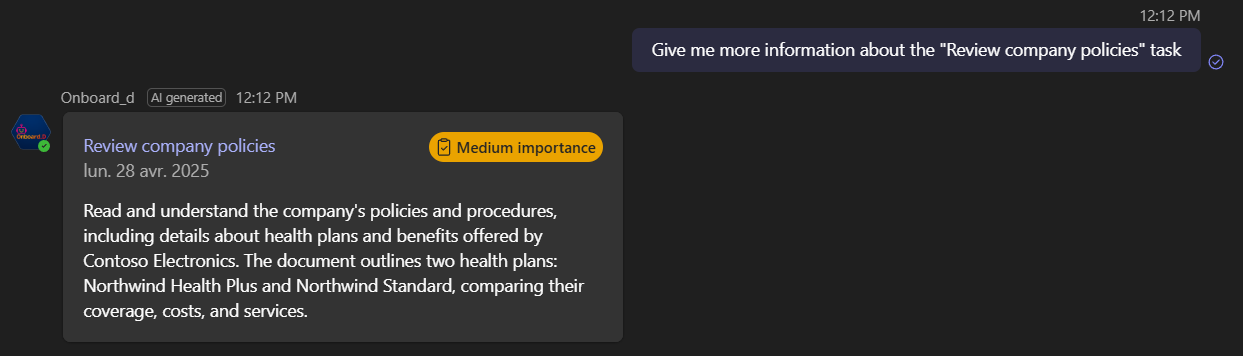 12:12 PM
Give me more information about the "Review company policies" task
Onboard_d AI generated 12:12 PM
Onboard.D
Review company policies
Medium importance
lun. 28 avr. 2025
Read and understand the company's policies and procedures,
including details about health plans and benefits offered by
Contoso Electronics. The document outlines two health plans:
Northwind Health Plus and Northwind Standard, comparing their
coverage, costs, and services.